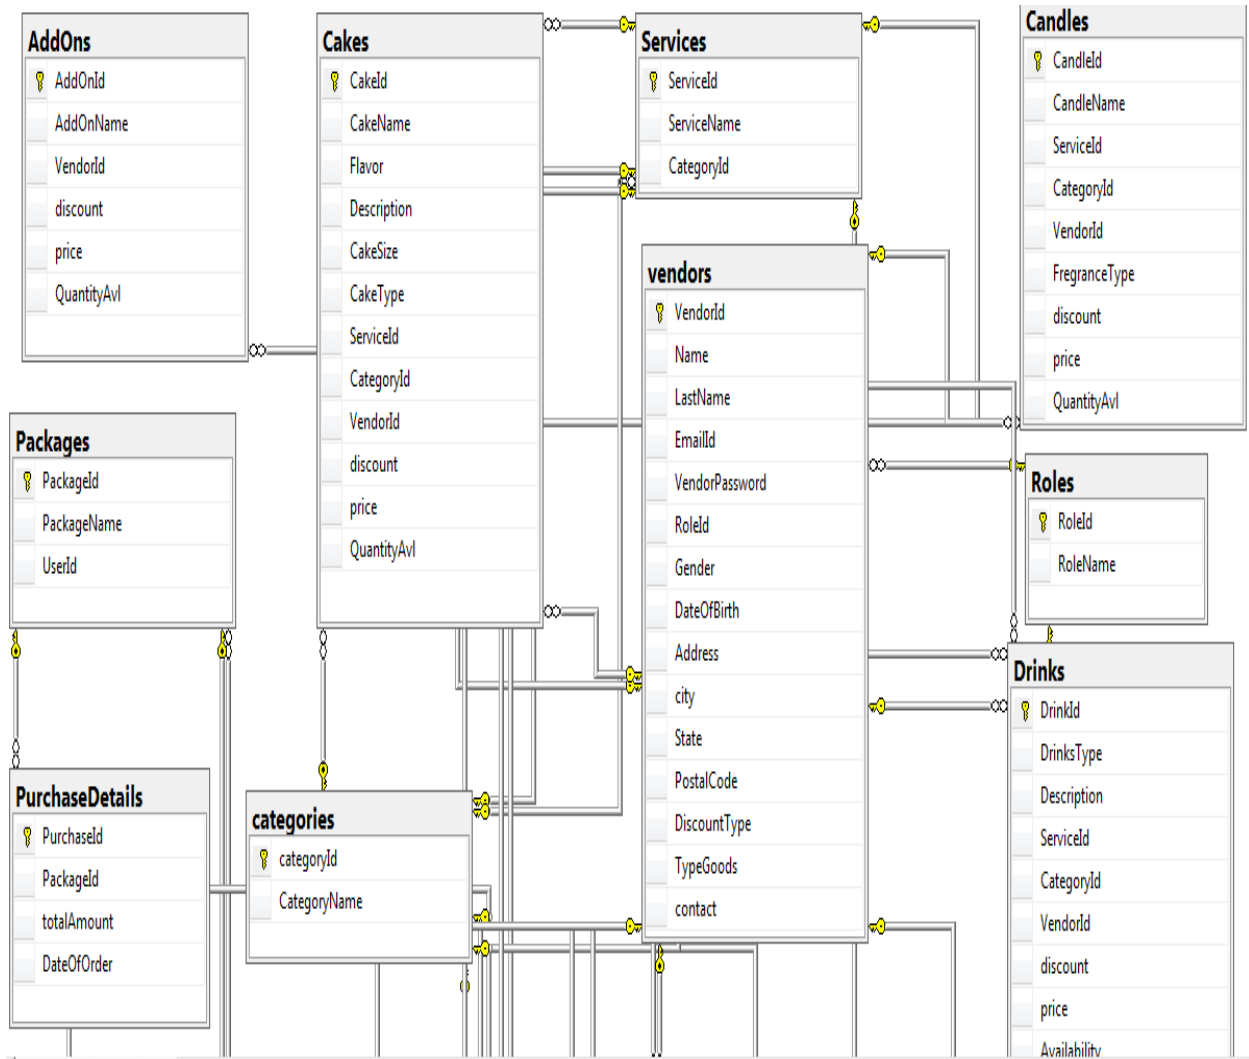 AddOns
AddOnId
AddOnName
VendorId
discount
price
QuantityAvl
Cakes
CakeId
CakeName
Flavor
Description
CakeSize
CakeType
ServiceId
CategoryId
VendorId
discount
price
QuantityAvl
Services
ServiceId
ServiceName
CategoryId
Candles
CandleId
CandleName
ServiceId
CategoryId
VendorId
FregranceType
discount
price
QuantityAvl
vendors
VendorId
Name
LastName
EmailId
VendorPassword
RoleId
Gender
DateOfBirth
Address
city
State
PostalCode
DiscountType
TypeGoods
contact
Packages
PackageId
PackageName
UserId
Roles
RoleId
RoleName
PurchaseDetails
PurchaseId
PackageId
totalAmount
DateOfOrder
categories
categoryId
CategoryName
Drinks
DrinkId
DrinksType
Description
ServiceId
CategoryId
VendorId
discount
price
Availability